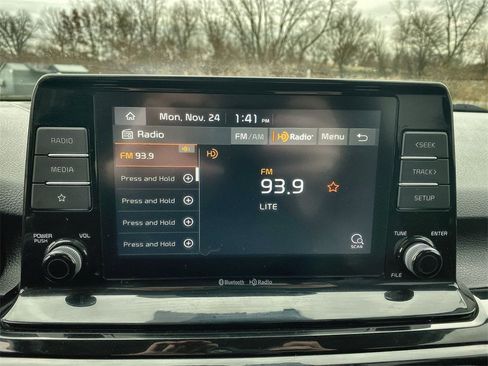 Mon, Nov. 24 1:41 PM
Radio FM/AM HD Radio Menu
FM 93.9
Press and Hold
Press and Hold
Press and Hold
Press and Hold
FM
93.9
LITE
SCAN
RADIO
MEDIA
POWER PUSH VOL
< SEEK
TRACK >
SETUP
TUNE ENTER
FILE
Bluetooth HD Radio